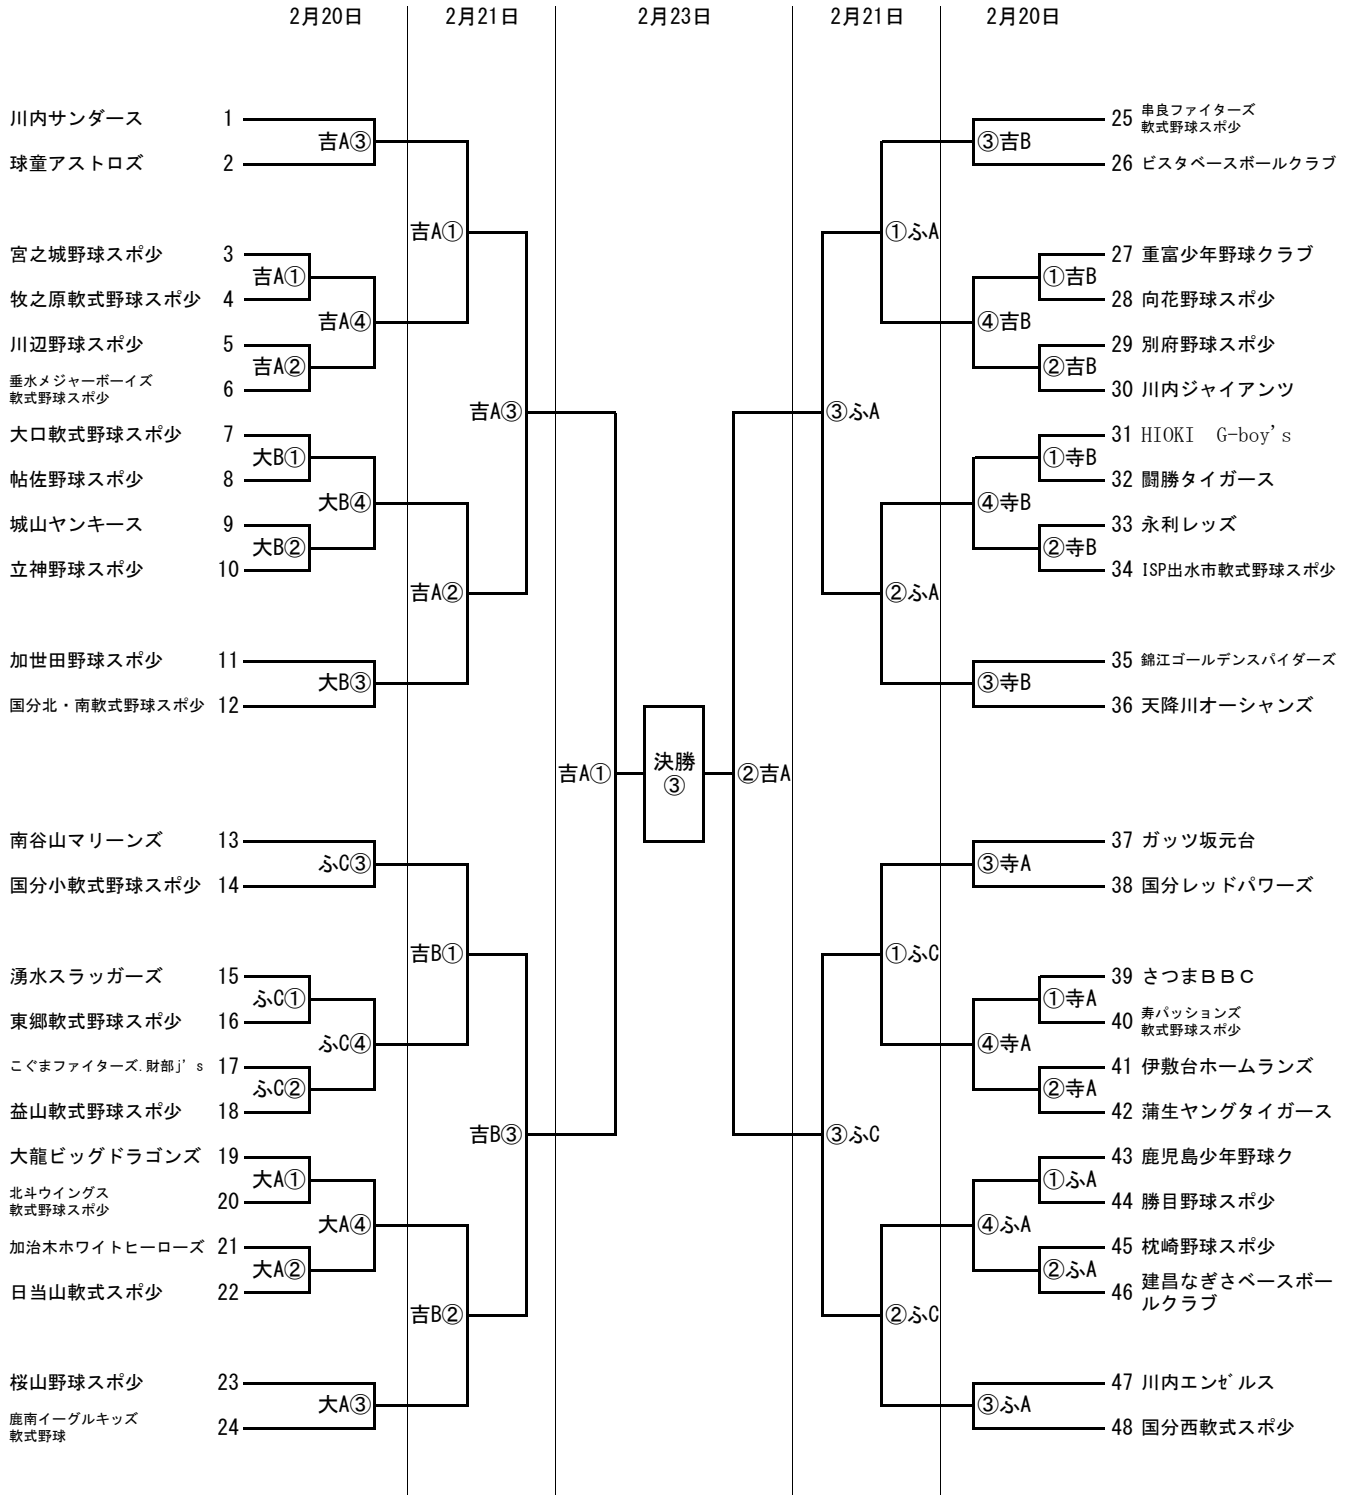 2月20日 2月21日 2月23日 2月21日 2月20日
川内サンダース 1
球童アストロズ 2
吉A③
宮之城野球スポ少 3
牧之原軟式野球スポ少 4
吉A①
川辺野球スポ少 5
垂水メジャーボーイズ
軟式野球スポ少 6
吉A②
吉A④
吉A①
大口軟式野球スポ少 7
帖佐野球スポ少 8
大B①
城山ヤンキース 9
立神野球スポ少 10
大B②
大B④
加世田野球スポ少 11
国分北・南軟式野球スポ少 12
大B③
吉A②
吉A③
南谷山マリーンズ 13
国分小軟式野球スポ少 14
ふC③
湧水スラッガーズ 15
東郷軟式野球スポ少 16
ふC①
こぐまファイターズ.財部j's 17
益山軟式野球スポ少 18
ふC②
ふC④
吉B①
大龍ビッグドラゴンズ 19
北斗ウイングス
軟式野球スポ少 20
大A①
加治木ホワイトヒーローズ 21
日当山軟式スポ少 22
大A②
大A④
桜山野球スポ少 23
鹿南イーグルキッズ
軟式野球 24
大A③
吉B②
吉B③
吉A①
決勝
③
②吉A
25 串良ファイターズ
軟式野球スポ少
26 ビスタベースボールクラブ
③吉B
27 重富少年野球クラブ
28 向花野球スポ少
①吉B
29 別府野球スポ少
30 川内ジャイアンツ
②吉B
④吉B
①ふA
31 HIOKI G-boy's
32 闘勝タイガース
①寺B
33 永利レッズ
34 ISP出水市軟式野球スポ少
②寺B
④寺B
35 錦江ゴールデンスパイダーズ
36 天降川オーシャンズ
③寺B
②ふA
③ふA
37 ガッツ坂元台
38 国分レッドパワーズ
③寺A
39 さつまＢＢＣ
40 寿パッションズ
軟式野球スポ少
①寺A
41 伊敷台ホームランズ
42 蒲生ヤングタイガース
②寺A
④寺A
①ふC
43 鹿児島少年野球ク
44 勝目野球スポ少
①ふA
45 枕崎野球スポ少
46 建昌なぎさベースボー
ルクラブ
②ふA
④ふA
47 川内エンゼルス
48 国分西軟式スポ少
③ふA
②ふC
③ふC